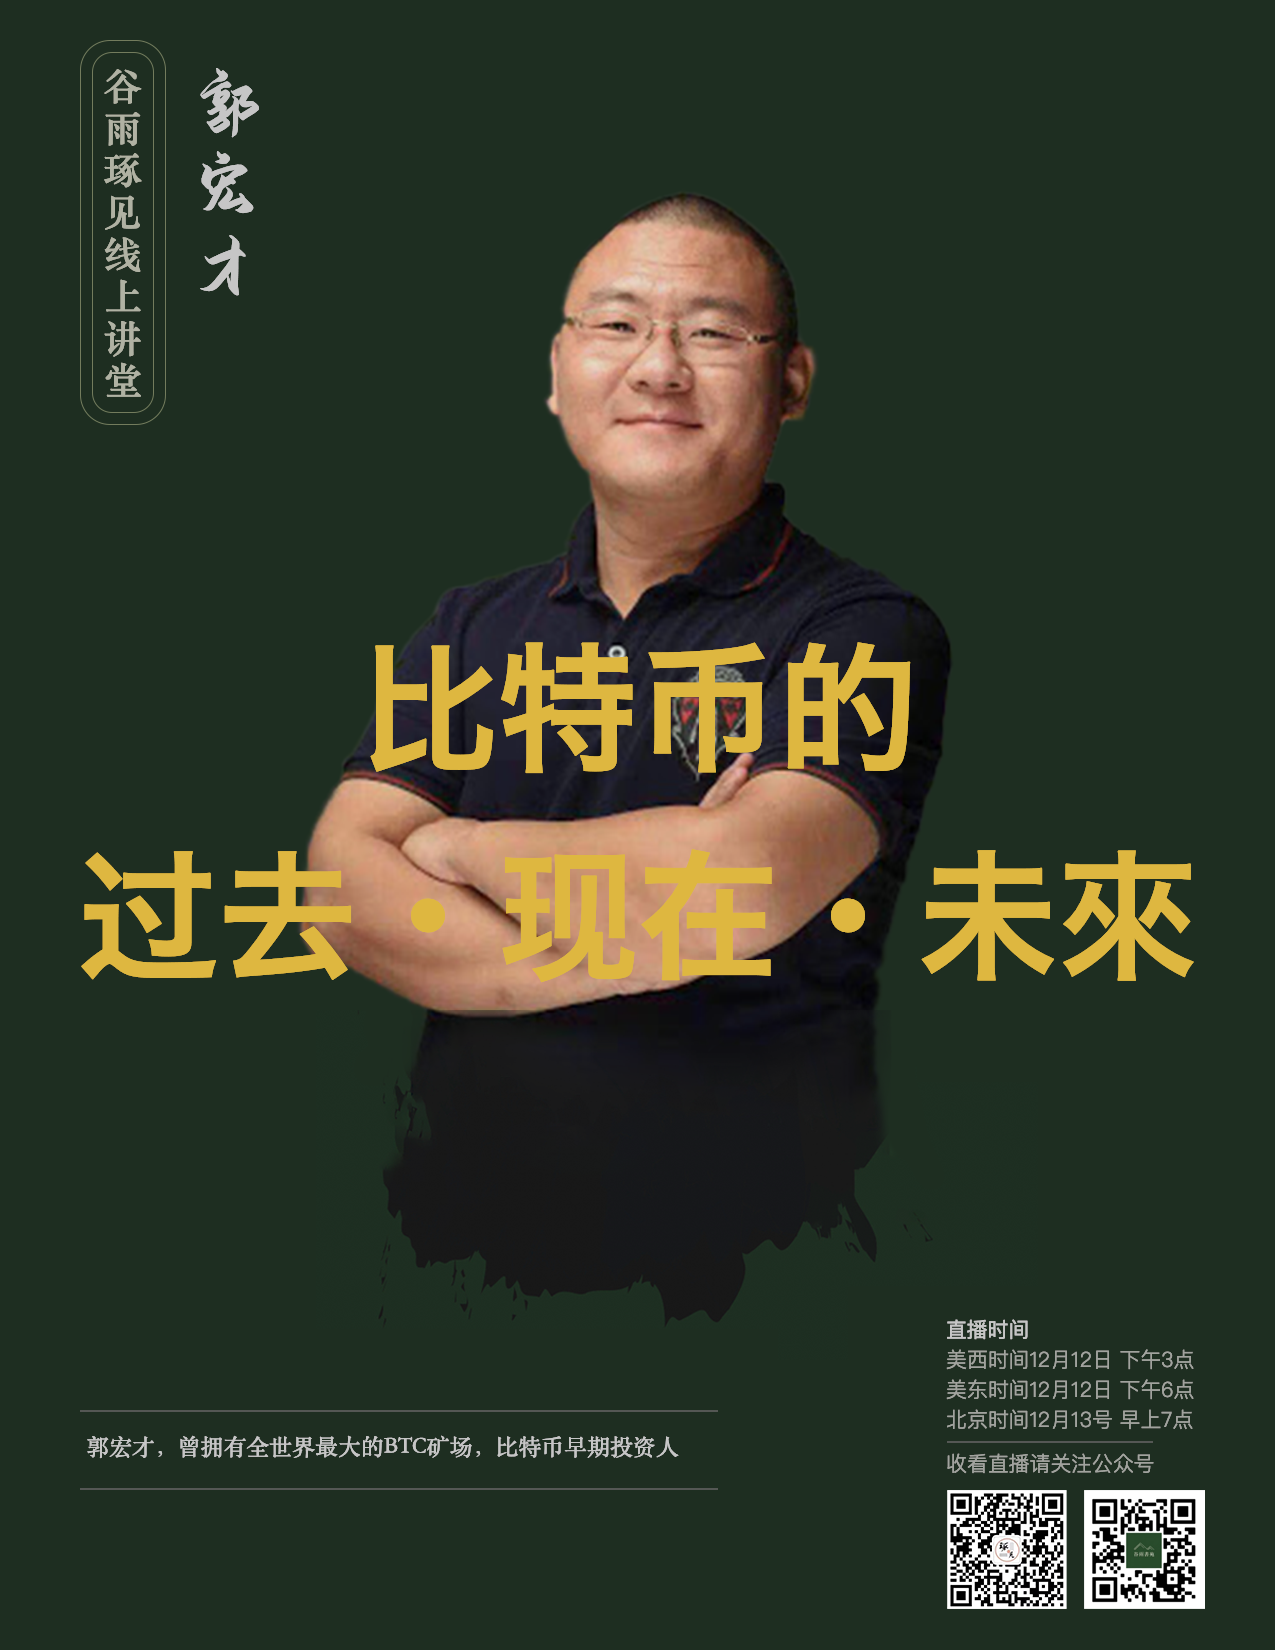 谷雨琢见线上讲堂
郭宏才
比特币的
过去·现在·未來
郭宏才，曾拥有全世界最大的BTC矿场，比特币早期投资人
直播时间
美西时间12月12日 下午3点
美东时间12月12日 下午6点
北京时间12月13号 早上7点
收看直播请关注公众号